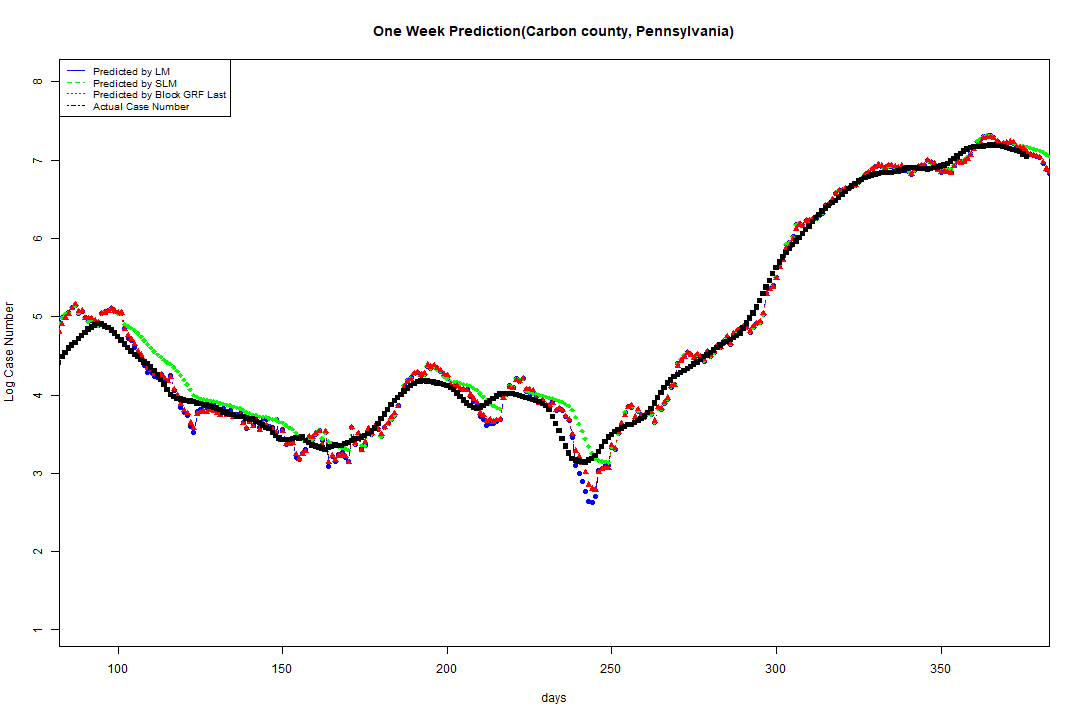 One Week Prediction(Carbon county, Pennsylvania)
Predicted by LM
Predicted by SLM
Predicted by Block GRF Last
Actual Case Number
8
7
6
5
4
3
2
1
Log Case Number
100 150 200 250 300 350
days